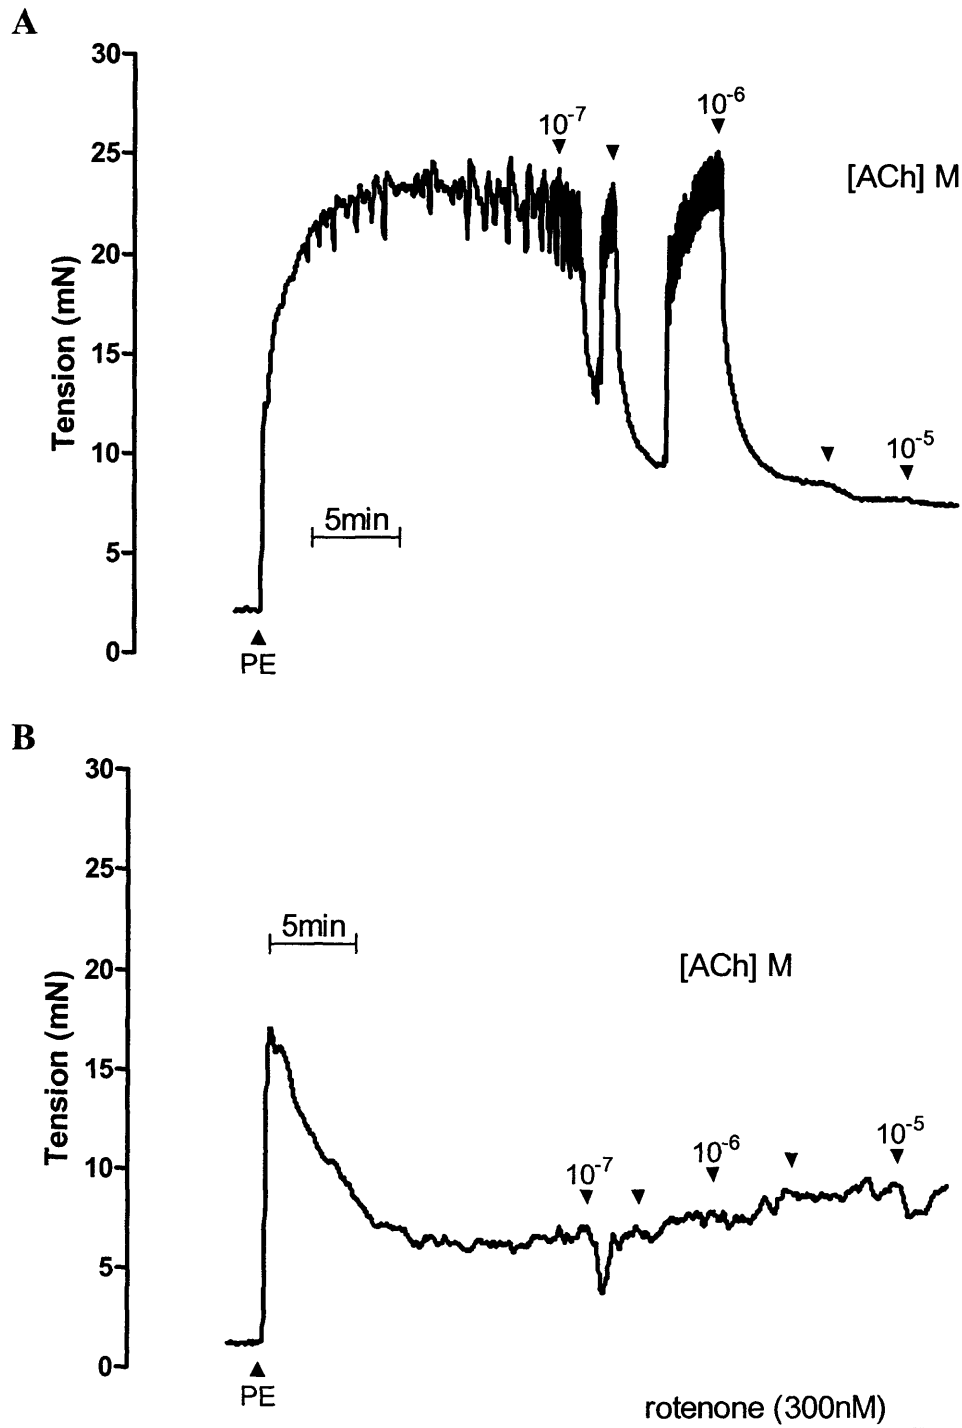 A
30
10⁻⁶
10⁻⁷
25
[ACh] M
20
Tension (mN)
15
10
10⁻⁵
5min
5
0
PE
B
30
25
5min
20
[ACh] M
Tension (mN)
15
10⁻⁵
10⁻⁶
10
10⁻⁷
5
0
PE
rotenone (300nM)